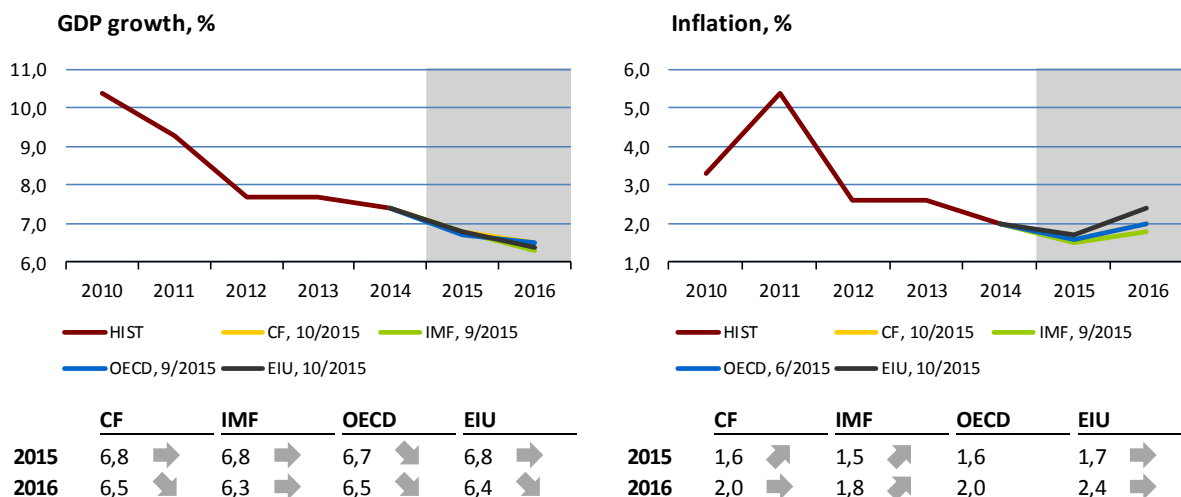 GDP growth, %
11,0
10,0
9,0
8,0
7,0
6,0
2010 2011 2012 2013 2014 2015 2016
HIST CF, 10/2015 IMF, 9/2015
OECD, 9/2015 EIU, 10/2015
CF IMF OECD EIU
2015 6,8 6,8 6,7 6,8
2016 6,5 6,3 6,5 6,4
Inflation, %
6,0
5,0
4,0
3,0
2,0
1,0
2010 2011 2012 2013 2014 2015 2016
HIST CF, 10/2015 IMF, 9/2015
OECD, 6/2015 EIU, 10/2015
CF IMF OECD EIU
2015 1,6 1,5 1,6 1,7
2016 2,0 1,8 2,0 2,4